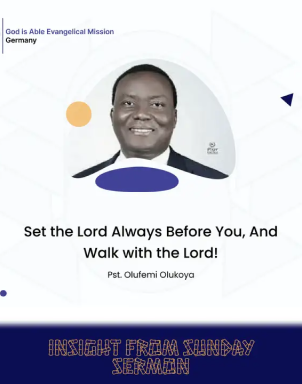 God is Able Evangelical Mission
Germany
Set the Lord Always Before You, And
Walk with the Lord!
Pst. Olufemi Olukoya
INSIGHT FROM SUNDAY
SERMON